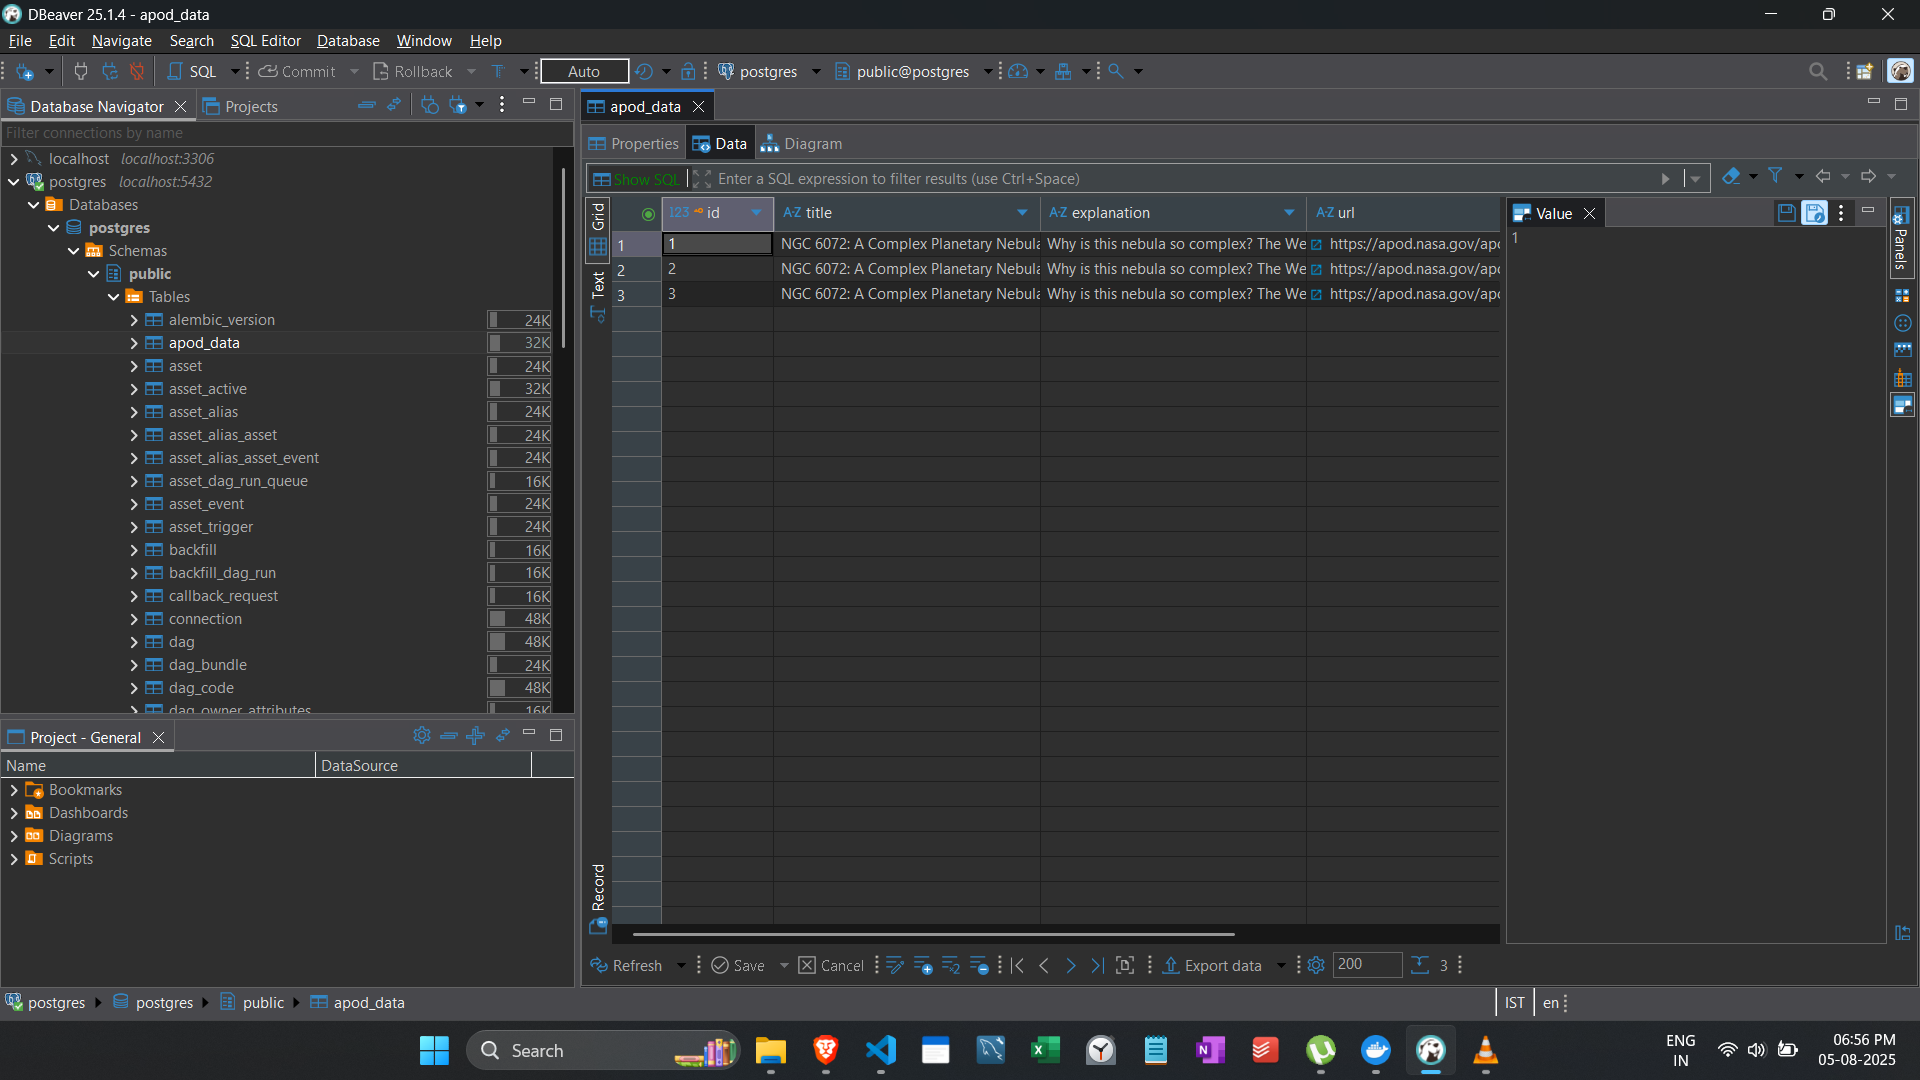 DBeaver 25.1.4 - apod_data
File Edit Navigate Search SQL Editor Database Window Help
SQL Commit Rollback T Auto postgres public@postgres
Database Navigator Projects
Filter connections by name
localhost localhost:3306
postgres localhost:5432
Databases
postgres
Schemas
public
Tables
alembic_version 24K
apod_data 32K
asset 24K
asset_active 32K
asset_alias 24K
asset_alias_asset 24K
asset_alias_asset_event 24K
asset_dag_run_queue 16K
asset_event 24K
asset_trigger 24K
backfill 16K
backfill_dag_run 16K
callback_request 16K
connection 48K
dag 48K
dag_bundle 24K
dag_code 48K
dag_owner_attributes 16K
Project - General
Name DataSource
Bookmarks
Dashboards
Diagrams
Scripts
apod_data
Properties Data Diagram
Show SQL Enter a SQL expression to filter results (use Ctrl+Space)
Grid
Text
Record
123 id A-Z title A-Z explanation A-Z url
1 1 NGC 6072: A Complex Planetary Nebula Why is this nebula so complex? The We https://apod.nasa.gov/apo
2 2 NGC 6072: A Complex Planetary Nebula Why is this nebula so complex? The We https://apod.nasa.gov/apo
3 3 NGC 6072: A Complex Planetary Nebula Why is this nebula so complex? The We https://apod.nasa.gov/apo
Value
1
Panels
Refresh Save Cancel Export data 200 3
postgres postgres public apod_data
IST en
Search
ENG
IN
06:56 PM
05-08-2025